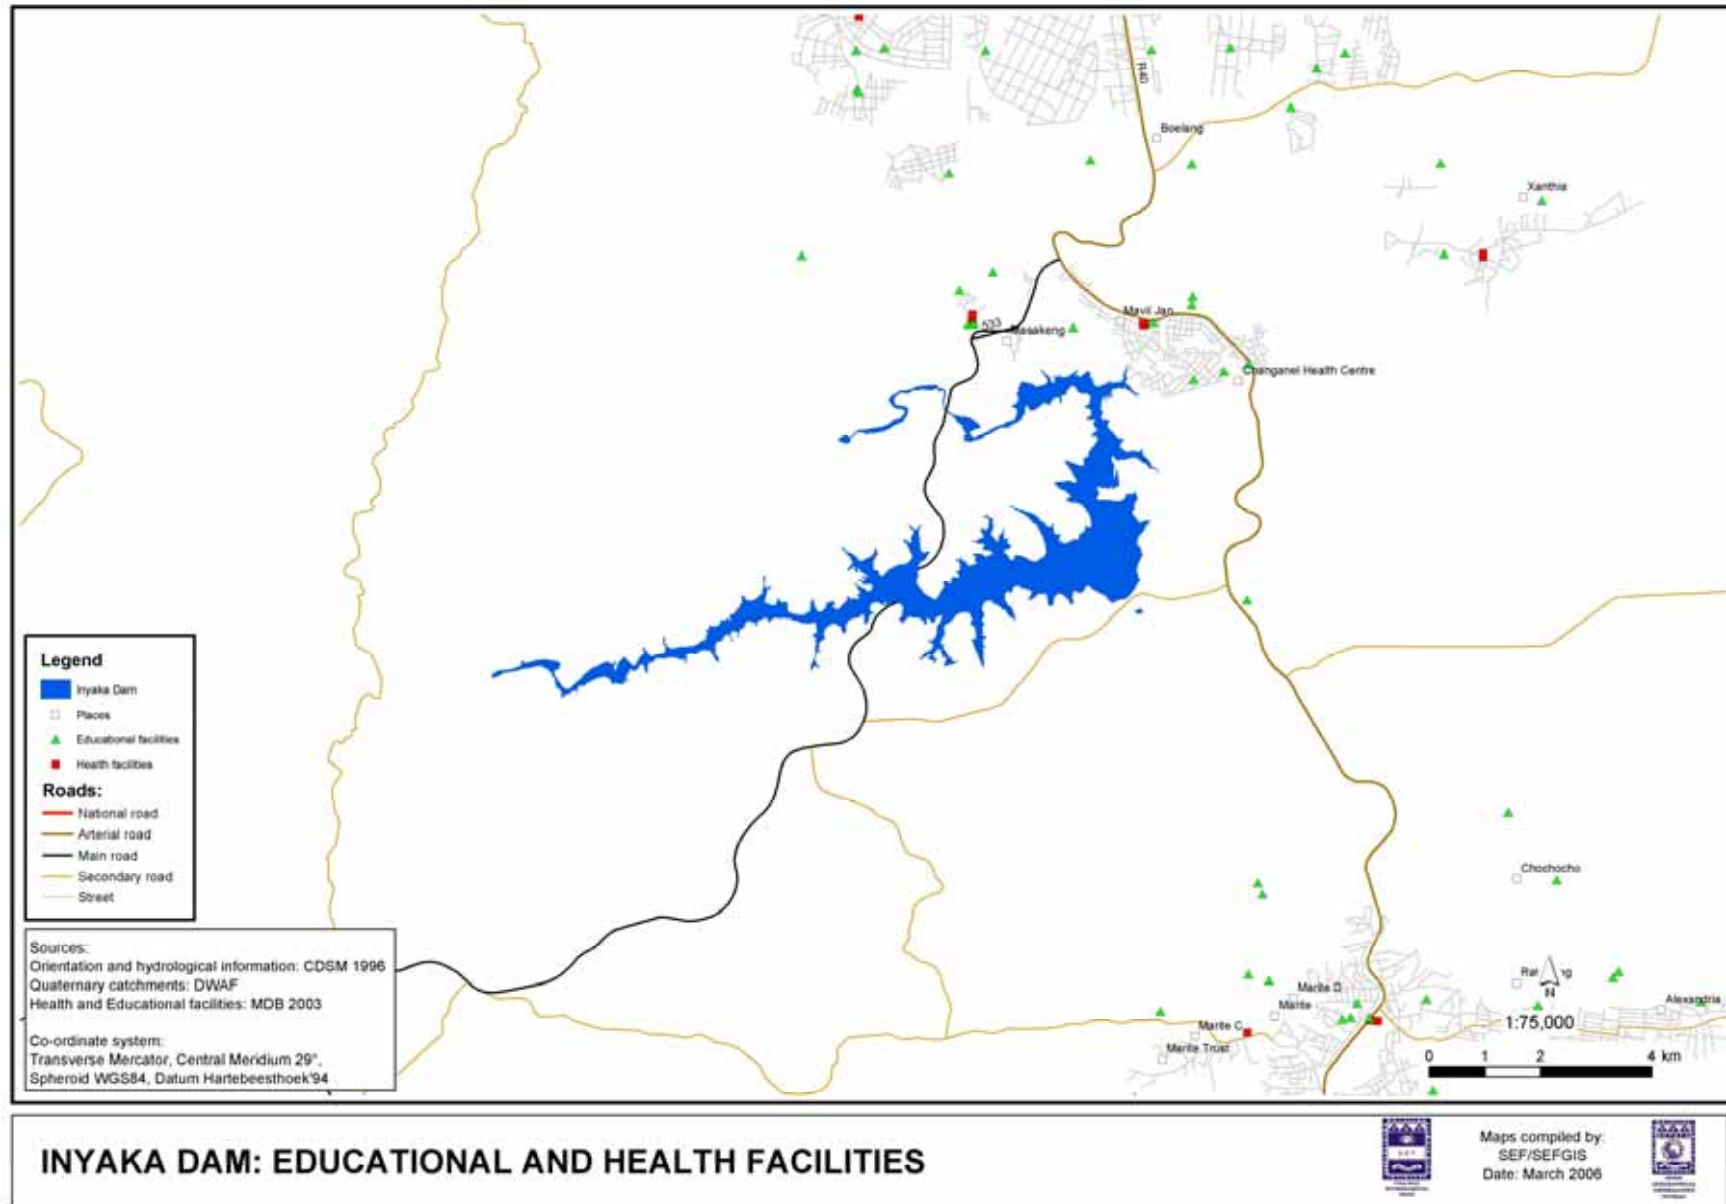 R40
Boelang
Xanthia
Mavil Jan
533
Masakeng
Changanel Health Centre
Legend
Inyaka Dam
Places
Educational facilities
Health facilities
Roads:
National road
Arterial road
Main road
Secondary road
Street
Chochocho
Marite D
Marite
Marite C
Marite Trust
Alexandria
N
1:75,000
0 1 2 4 km
Sources:
Orientation and hydrological information: CDSM 1996
Quaternary catchments: DWAF
Health and Educational facilities: MDB 2003
Co-ordinate system:
Transverse Mercator, Central Meridium 29°,
Spheroid WGS84, Datum Hartebeesthoek'94
INYAKA DAM: EDUCATIONAL AND HEALTH FACILITIES
Maps compiled by:
SEF/SEFGIS
Date: March 2006